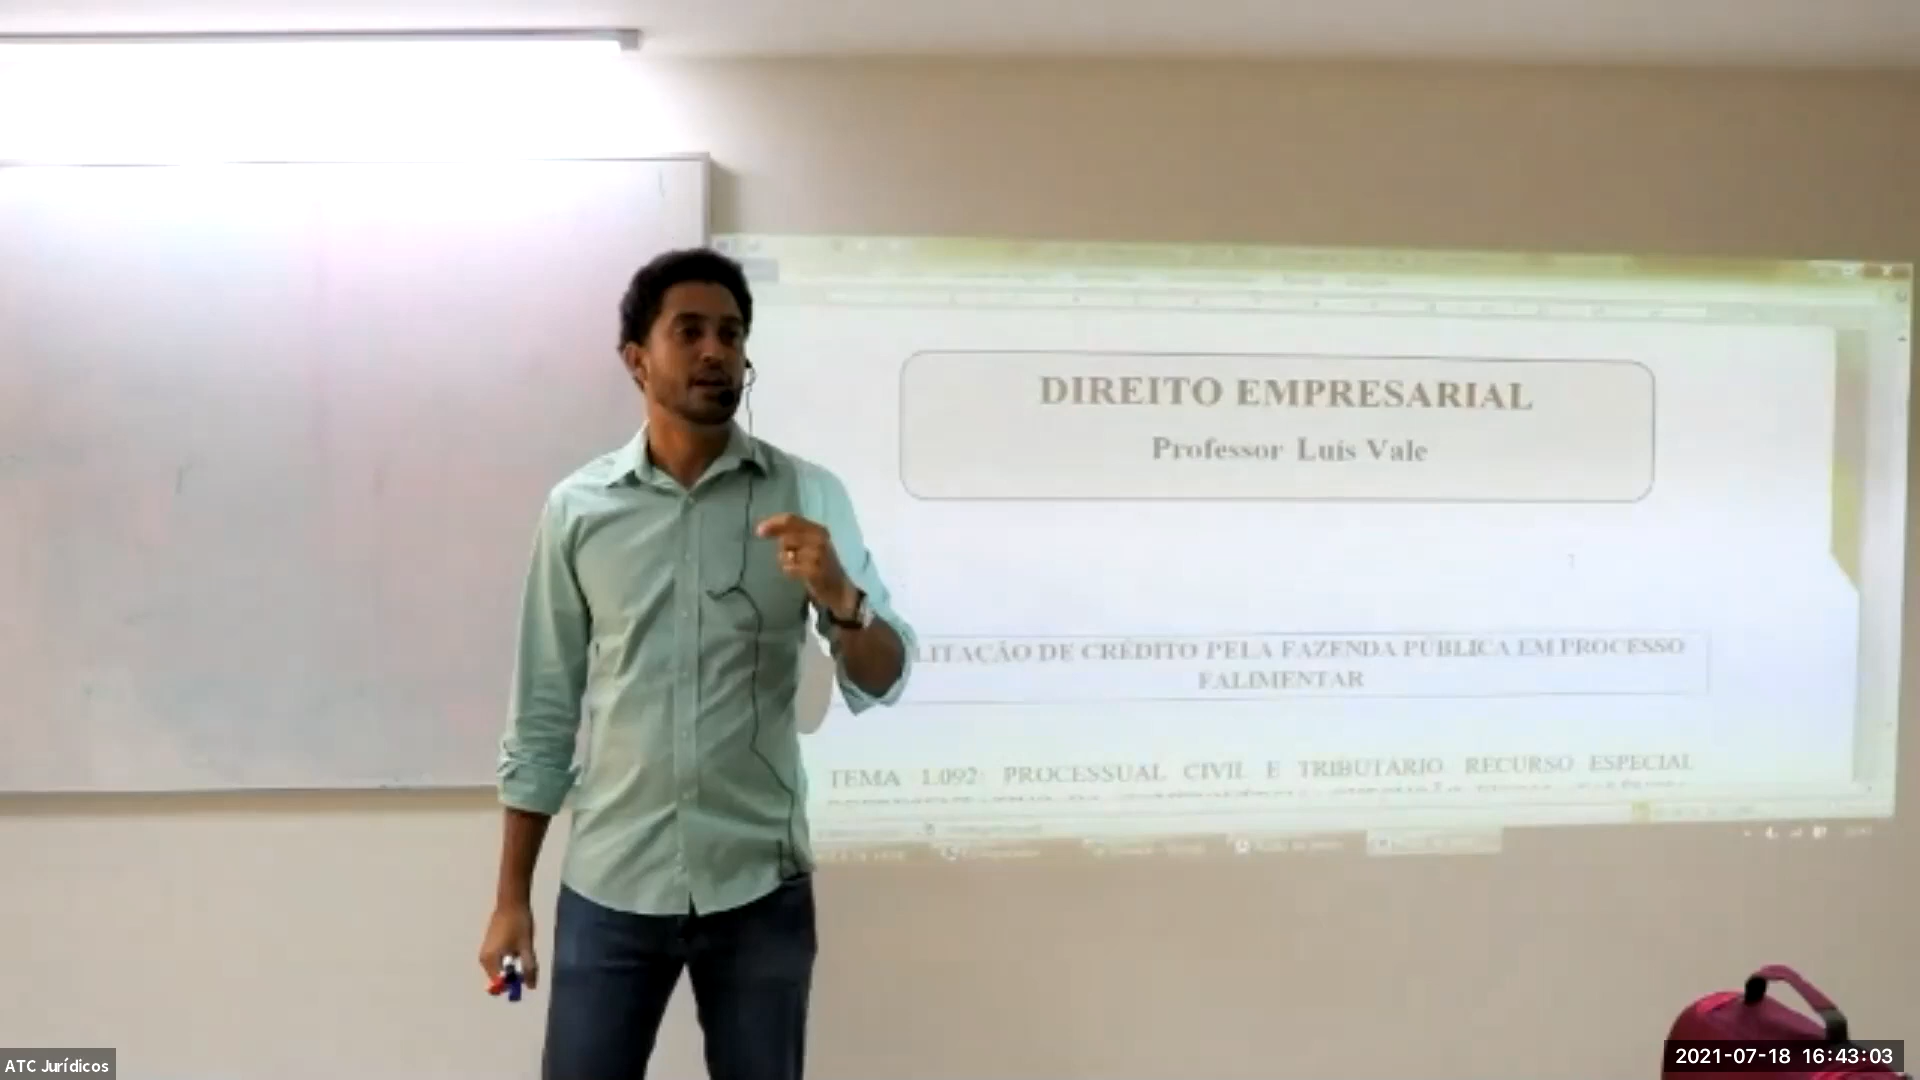 DIREITO EMPRESARIAL
Professor Luís Vale
LITAÇÃO DE CRÉDITO PELA FAZENDA PÚBLICA EM PROCESSO
FALIMENTAR
TEMA 1.092: PROCESSUAL CIVIL E TRIBUTÁRIO. RECURSO ESPECIAL
ATC Jurídicos
2021-07-18 16:43:03